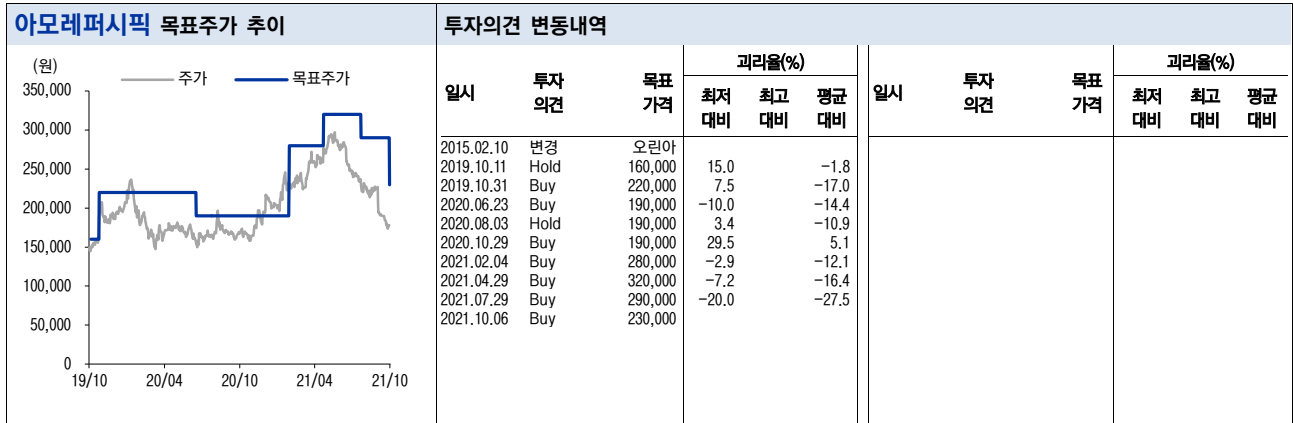 아모레퍼시픽 목표주가 추이
(원)
주가 목표주가
350,000
300,000
250,000
200,000
150,000
100,000
50,000
0
19/10 20/04 20/10 21/04 21/10
투자의견 변동내역
일시 투자 의견 목표 가격 괴리율(%)
최저 대비 최고 대비 평균 대비
2015.02.10 변경 오린아
2019.10.11 Hold 160,000 15.0 -1.8
2019.10.31 Buy 220,000 7.5 -17.0
2020.06.23 Buy 190,000 -10.0 -14.4
2020.08.03 Hold 190,000 3.4 -10.9
2020.10.29 Buy 190,000 29.5 5.1
2021.02.04 Buy 280,000 -2.9 -12.1
2021.04.29 Buy 320,000 -7.2 -16.4
2021.07.29 Buy 290,000 -20.0 -27.5
2021.10.06 Buy 230,000
일시 투자 의견 목표 가격 괴리율(%)
최저 대비 최고 대비 평균 대비